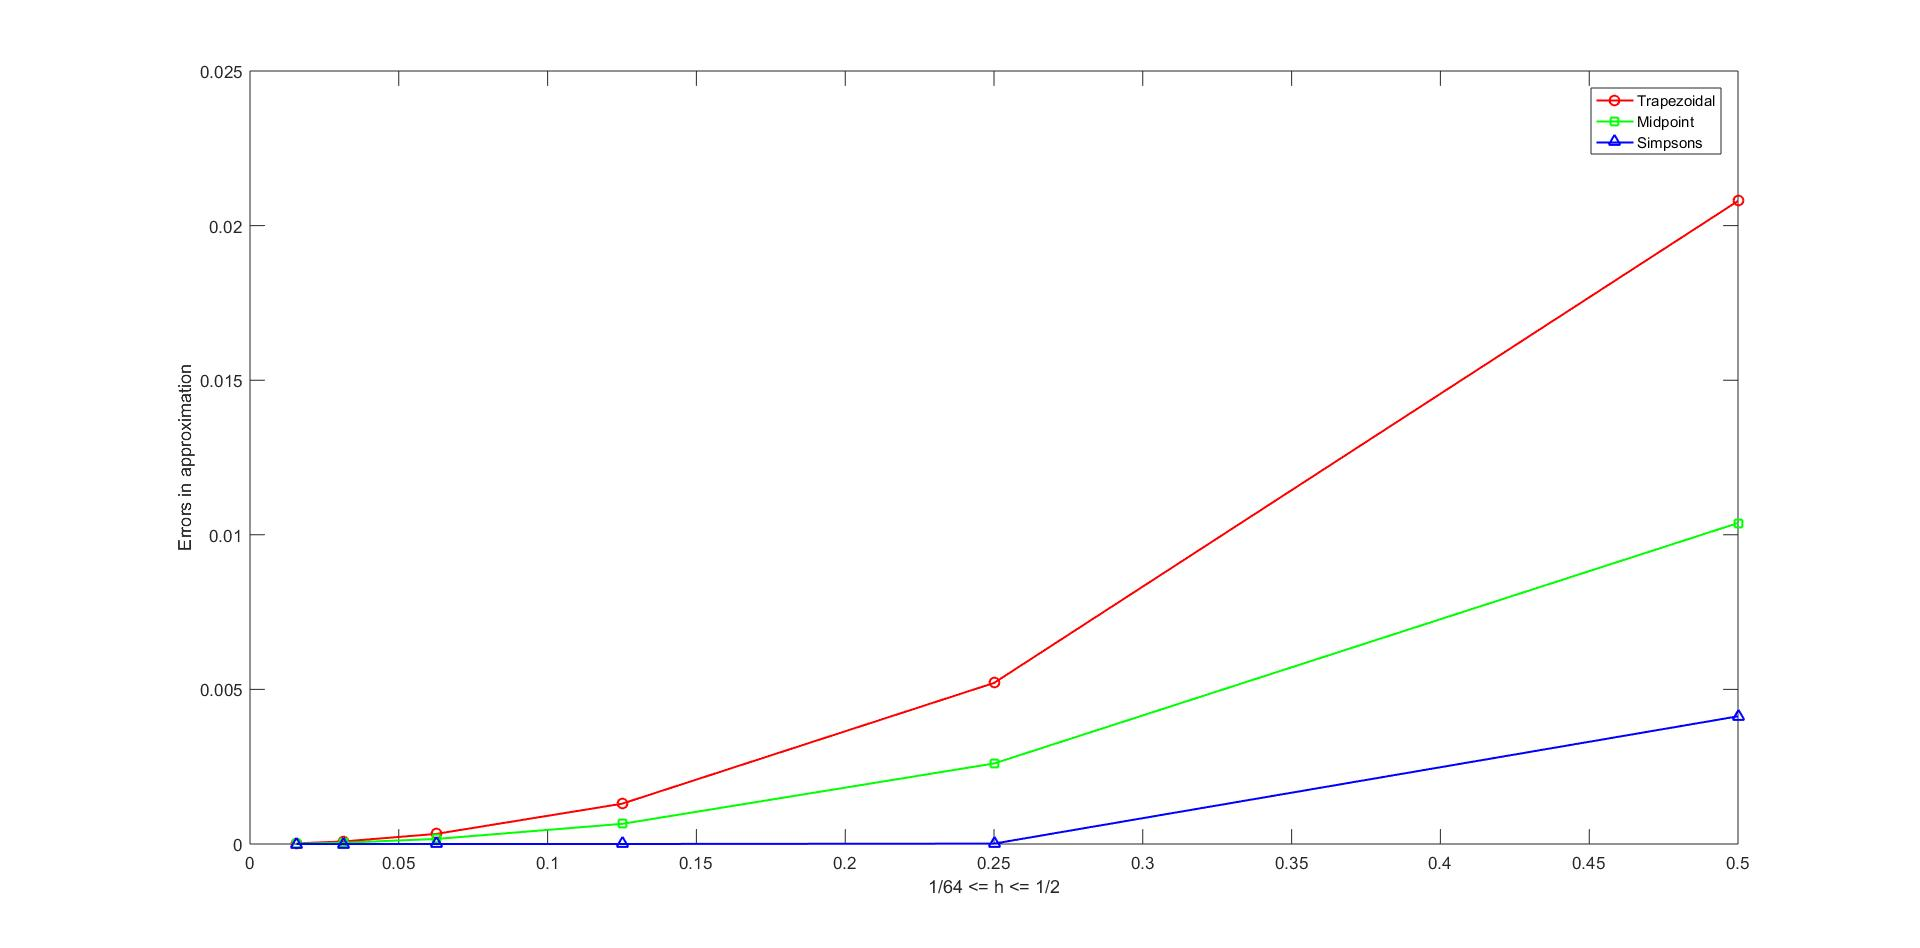 0.025
0.02
0.015
0.01
0.005
0
Errors in approximation
Trapezoidal
Midpoint
Simpsons
0 0.05 0.1 0.15 0.2 0.25 0.3 0.35 0.4 0.45 0.5
1/64 <= h <= 1/2